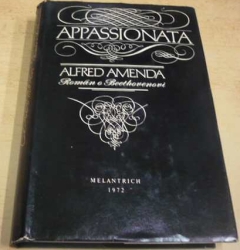 APPASSIONATA
ALFRED AMENDA
Román o Beethovenovi
MELANTRICH
1972